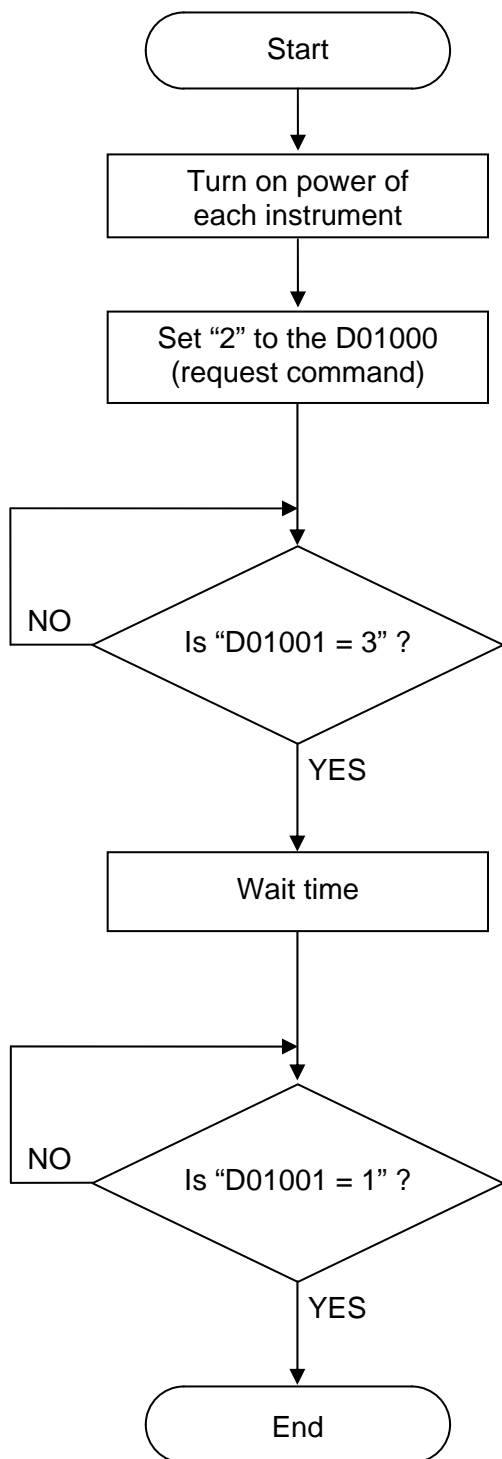 Start
Turn on power of
each instrument
Set “2” to the D01000
(request command)
NO
Is “D01001 = 3” ?
YES
Wait time
NO
Is “D01001 = 1” ?
YES
End